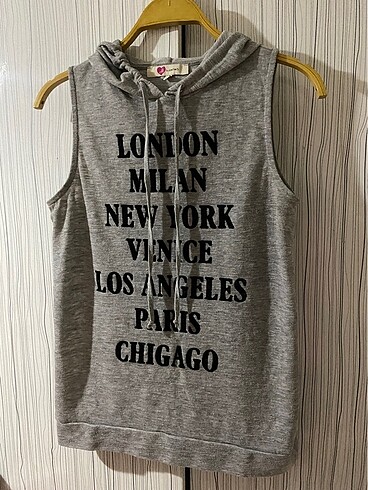 LONDON
MILAN
NEW YORK
VENICE
LOS ANGELES
PARIS
CHIGAGO